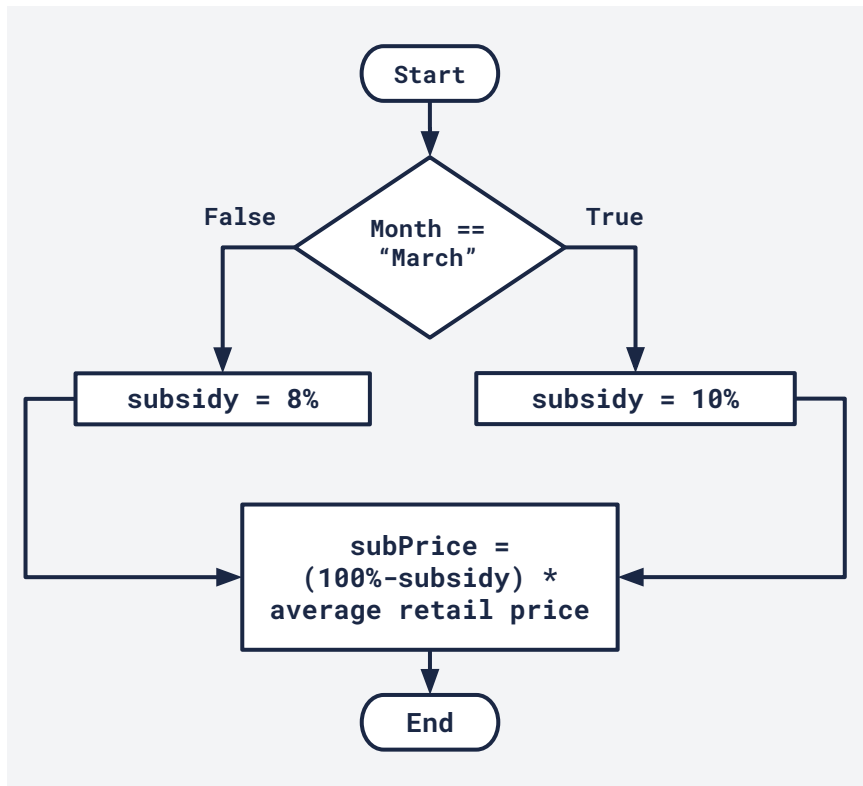 Start
False
True
Month ==
“March”
subsidy = 8%
subsidy = 10%
subPrice =
(100%-subsidy) *
average retail price
End